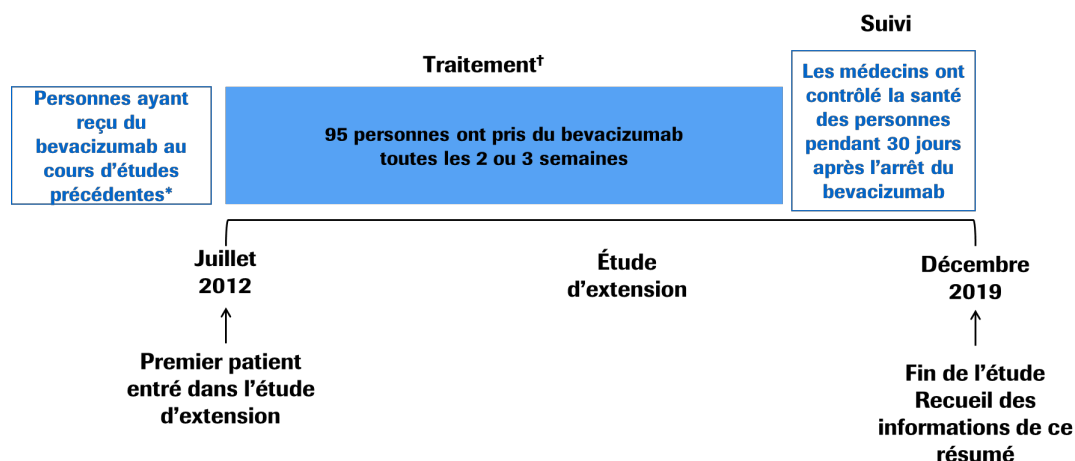 Suivi
Traitement†
Personnes ayant
reçu du
bevacizumab au
cours d’études
précédentes*
95 personnes ont pris du bevacizumab
toutes les 2 ou 3 semaines
Les médecins ont
contrôlé la santé
des personnes
pendant 30 jours
après l’arrêt du
bevacizumab
Juillet
2012
Étude
d’extension
Décembre
2019
Premier patient
entré dans l’étude
d’extension
Fin de l’étude
Recueil des
informations de ce
résumé